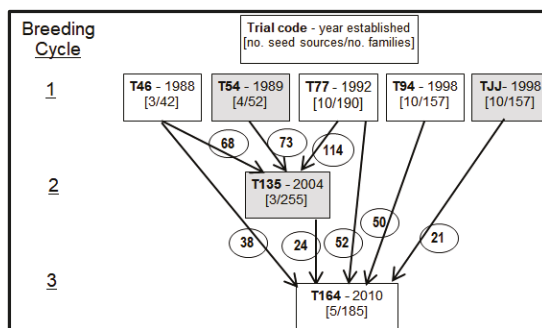 Breeding
Cycle
Trial code - year established
[no. seed sources/no. families]
1
T46 - 1988
[3/42]
T54 - 1989
[4/52]
T77 - 1992
[10/190]
T94 - 1998
[10/157]
TJJ - 1998
[10/157]
68
73
114
2
T135 - 2004
[3/255]
38
24
52
50
21
3
T164 - 2010
[5/185]